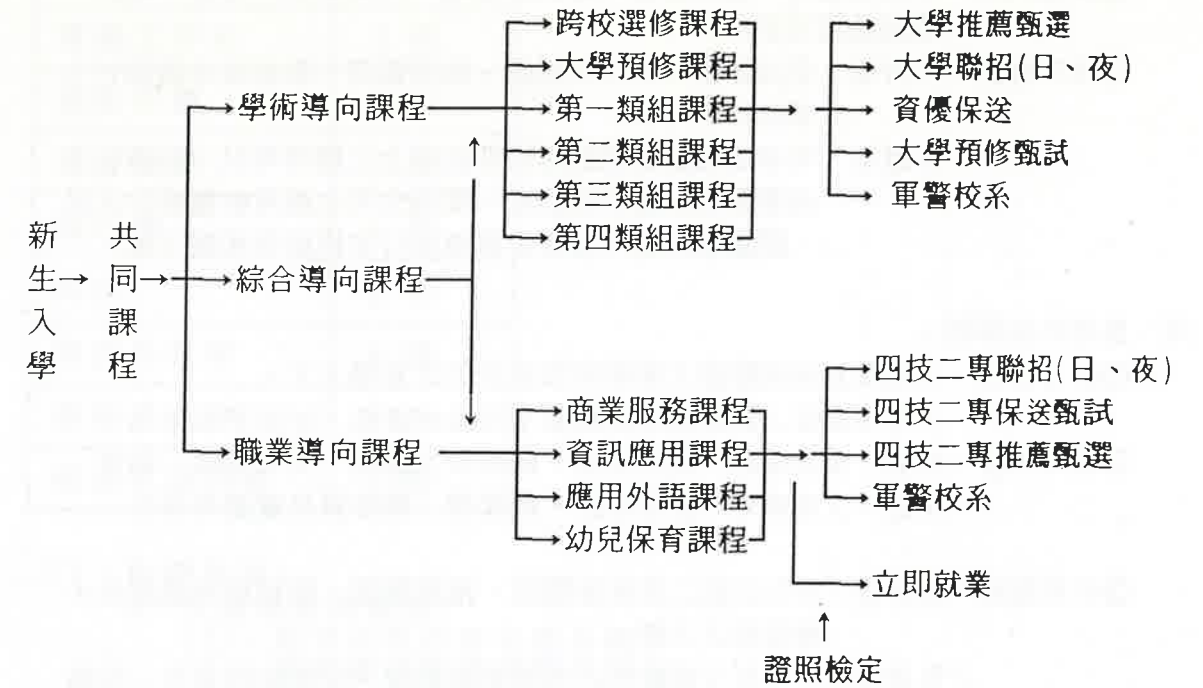 新生入學
共同課程
學術導向課程
綜合導向課程
職業導向課程
跨校選修課程
大學預修課程
第一類組課程
第二類組課程
第三類組課程
第四類組課程
大學推薦甄選
大學聯招(日、夜)
資優保送
大學預修甄試
軍警校系
商業服務課程
資訊應用課程
應用外語課程
幼兒保育課程
四技二專聯招(日、夜)
四技二專保送甄試
四技二專推薦甄選
軍警校系
立即就業
證照檢定